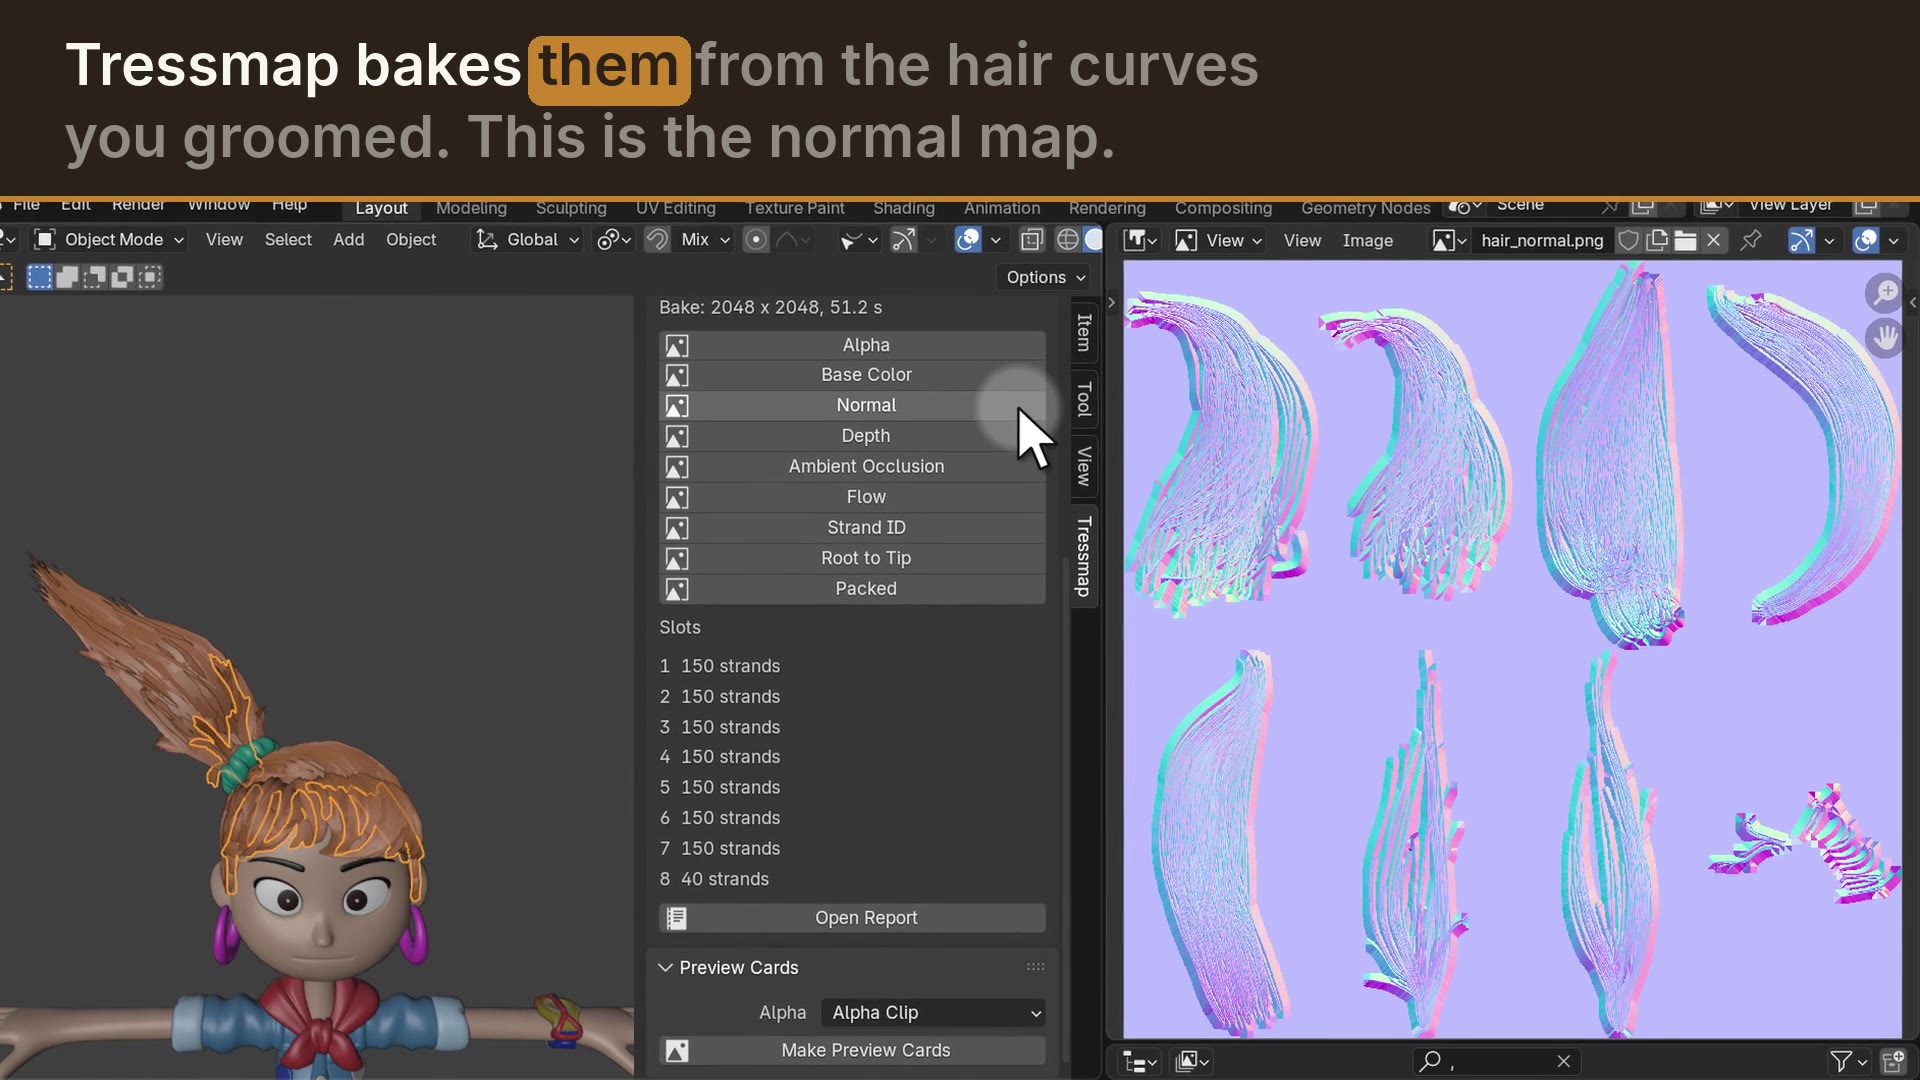 Tressmap bakes them from the hair curves
you groomed. This is the normal map.
File Edit Render Window Help Layout Modeling Sculpting UV Editing Texture Paint Shading Animation Rendering Compositing Geometry Nodes Scene View Layer
Object Mode View Select Add Object Global Mix View View Image hair_normal.png
Options
Bake: 2048 x 2048, 51.2 s
Alpha
Base Color
Normal
Depth
Ambient Occlusion
Flow
Strand ID
Root to Tip
Packed
Item
Tool
View
Tressmap
Slots
1 150 strands
2 150 strands
3 150 strands
4 150 strands
5 150 strands
6 150 strands
7 150 strands
8 40 strands
Open Report
Preview Cards
Alpha Alpha Clip
Make Preview Cards
,